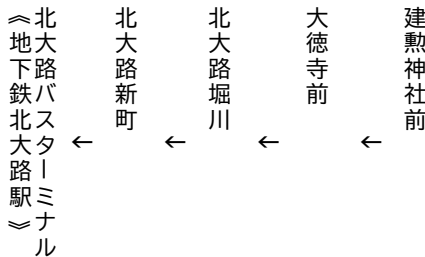 建勲神社前
←
大徳寺前
←
北大路堀川
←
北大路新町
←
北大路バスターミナル
《地下鉄北大路駅》